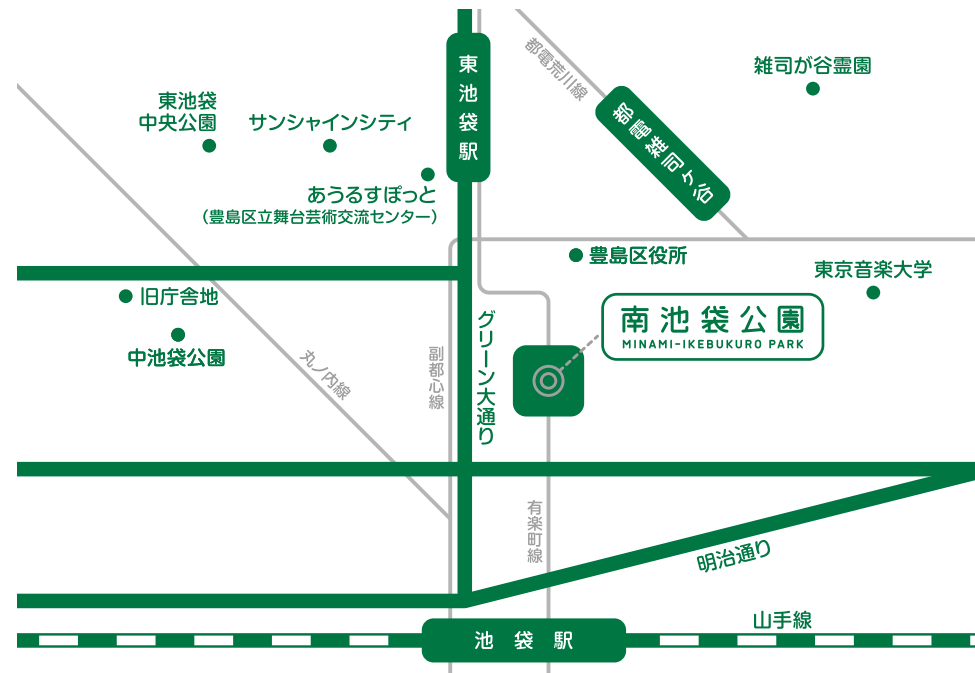 東池袋駅
都電荒川線
都電雑司ヶ谷
雑司が谷霊園
東池袋
中央公園
サンシャインシティ
あうるすぽっと
（豊島区立舞台芸術交流センター）
豊島区役所
東京音楽大学
旧庁舎地
中池袋公園
南池袋公園
MINAMI-IKEBUKURO PARK
グリーン大通り
副都心線
丸ノ内線
有楽町線
明治通り
山手線
池袋駅